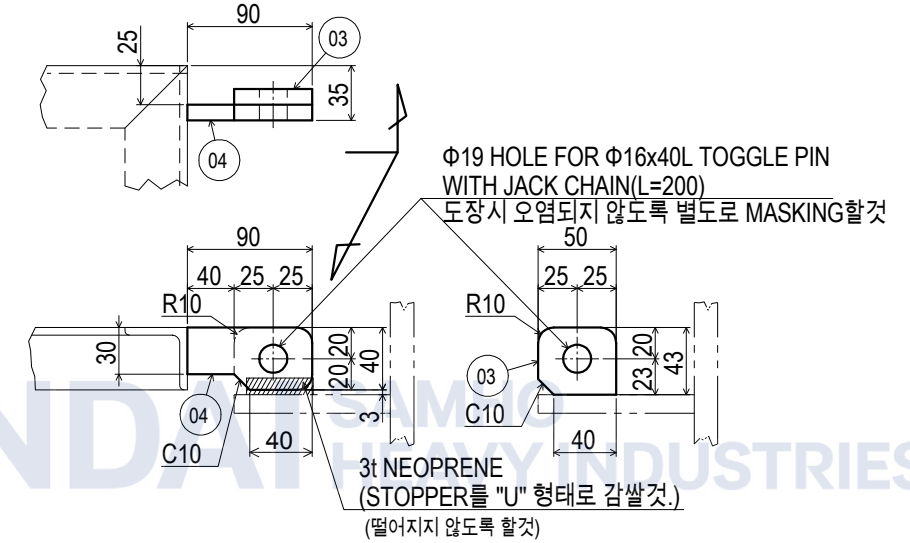 90
25
03
35
04
Φ19 HOLE FOR Φ16x40L TOGGLE PIN
WITH JACK CHAIN(L=200)
도장시 오염되지 않도록 별도로 MASKING할것
90
40 25 25
R10
30
20
20
40
3
04
C10
40
50
25 25
R10
20
23
43
03
C10
40
3t NEOPRENE
(STOPPER를 "U" 형태로 감쌀것.)
(떨어지지 않도록 할것)
NDAI SAMHO
HEAVY INDUSTRIES